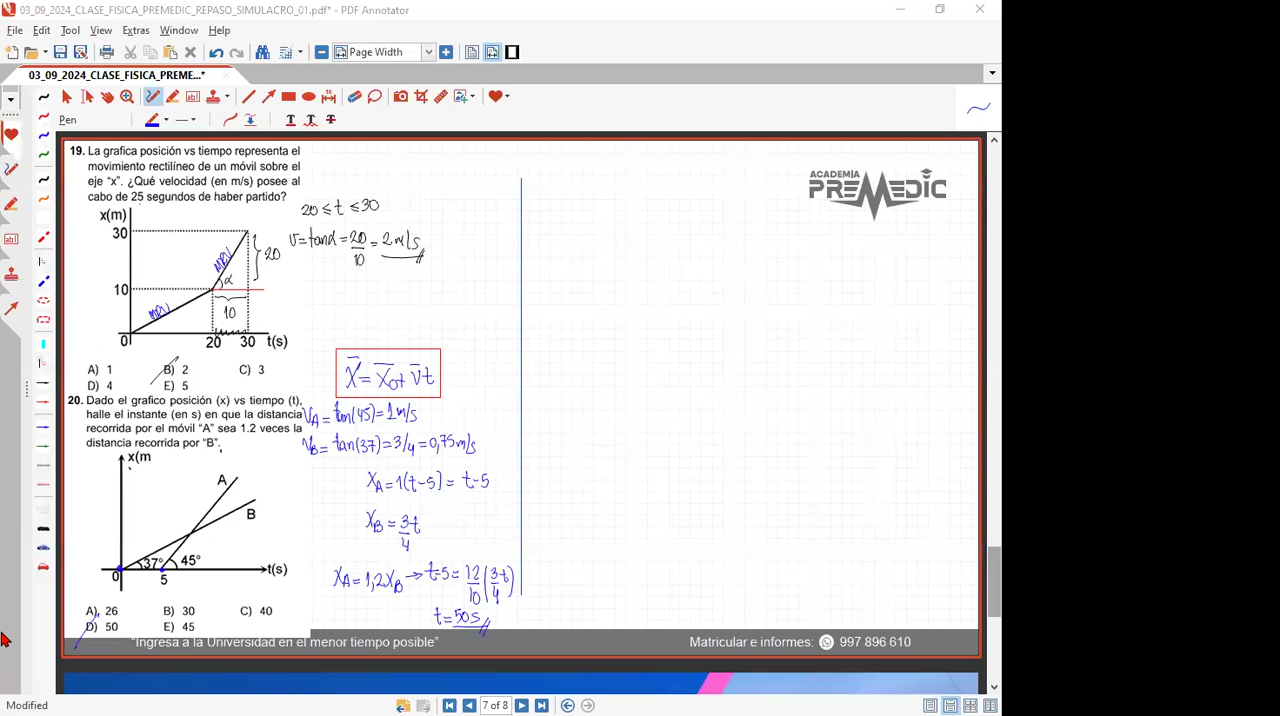 03_09_2024_CLASE_FISICA_PREMEDIC_REPASO_SIMULACRO_01.pdf* - PDF Annotator
File Edit Tool View Extras Window Help
Page Width
03_09_2024_CLASE_FISICA_PREME...*
Pen
19. La grafica posición vs tiempo representa el
movimiento rectilíneo de un móvil sobre el
eje “x”. ¿Qué velocidad (en m/s) posee al
cabo de 25 segundos de haber partido?
x(m)
30
10
0
20 30 t(s)
MRU
MRU
α
20
10
20 ≤ t ≤ 30
V = tanα = 20/10 = 2 m/s
A) 1 B) 2 C) 3
D) 4 E) 5
20. Dado el grafico posición (x) vs tiempo (t),
halle el instante (en s) en que la distancia
recorrida por el móvil “A” sea 1.2 veces la
distancia recorrida por “B”.
x(m
A
B
37° 45°
0 5 t(s)
A) 26 B) 30 C) 40
D) 50 E) 45
X = X0 + Vt
VA = tan(45) = 1 m/s
VB = tan(37) = 3/4 = 0,75 m/s
XA = 1(t-5) = t-5
XB = 3t/4
XA = 1,2XB → t-5 = 12/10 (3t/4)
t = 50s
ACADEMIA
PREMEDIC
“Ingresa a la Universidad en el menor tiempo posible” Matricular e informes: 997 896 610
Modified
7 of 8